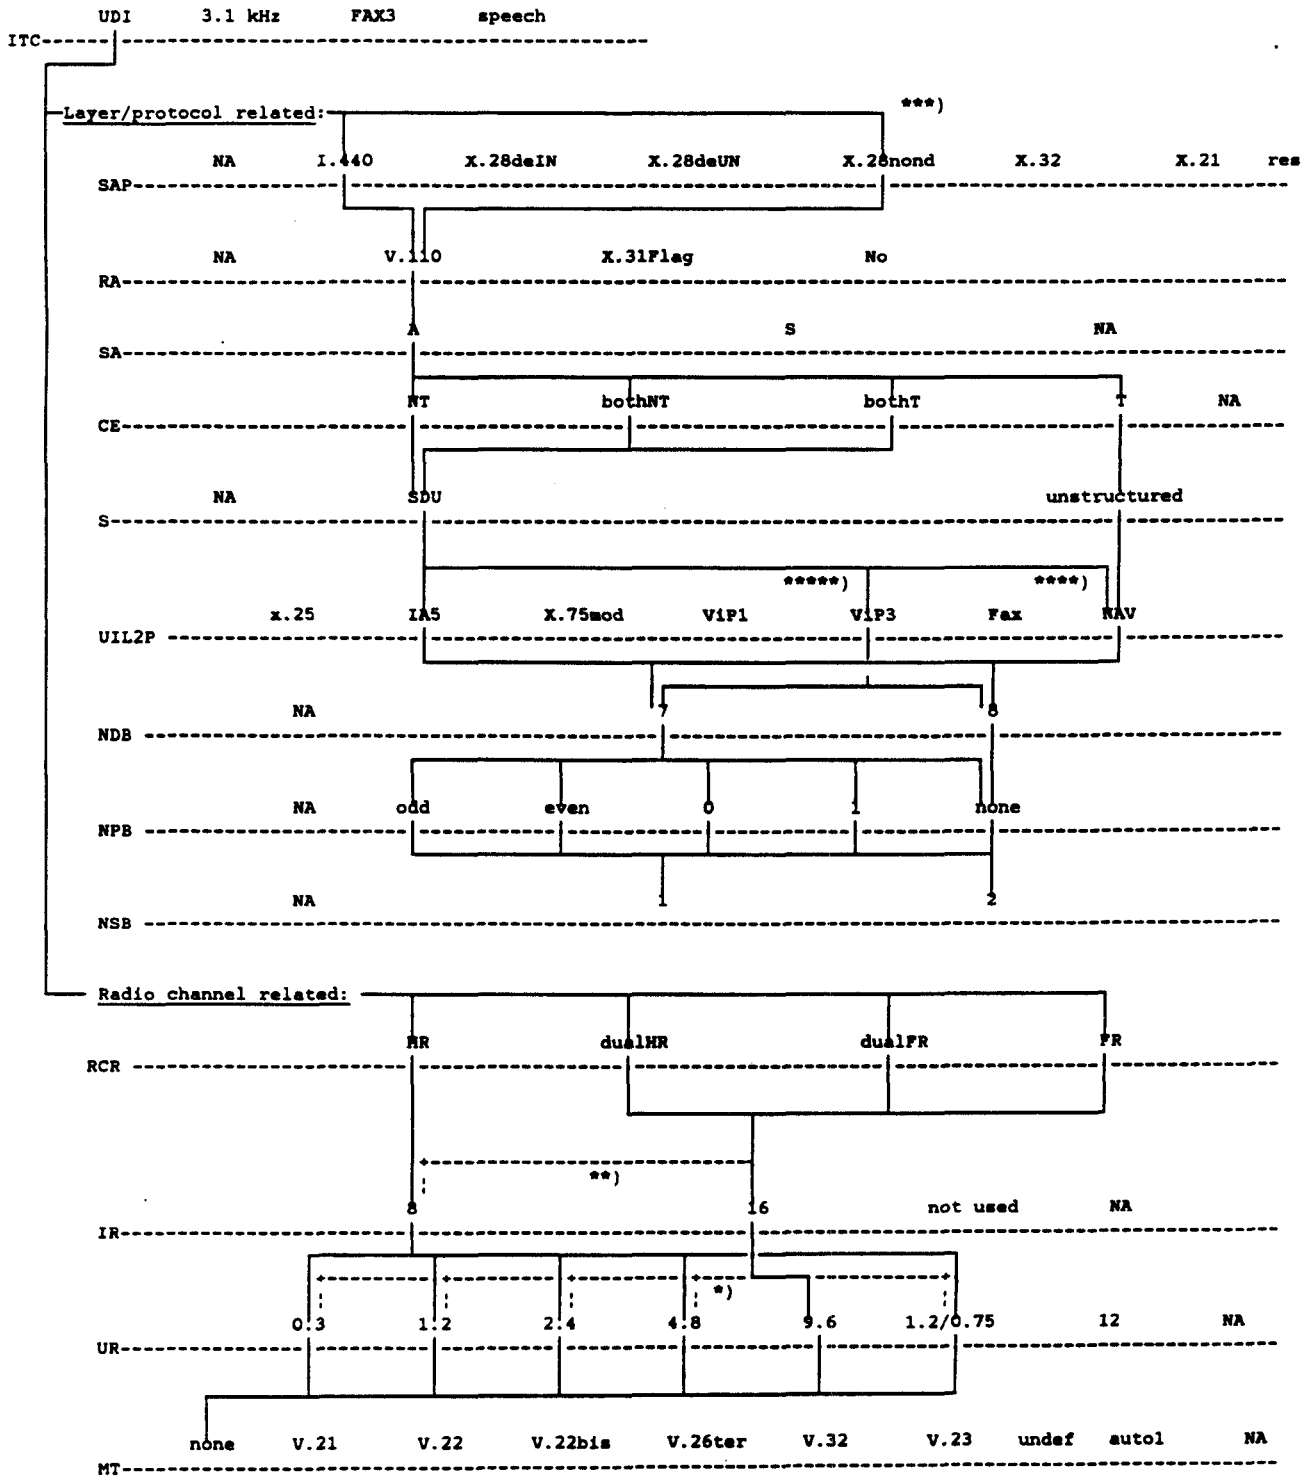 UDI 3.1 kHz FAX3 speech
ITC
Layer/protocol related: ***)
NA I.440 X.28deIN X.28deUN X.28nond X.32 X.21 res
SAP
NA V.110 X.31Flag No
RA
A S NA
SA
NT bothNT bothT T NA
CE
NA SDU unstructured
S
*****) ****)
x.25 IA5 X.75mod ViP1 ViP3 Fax NAV
UIL2P
NA 7 8
NDB
NA odd even 0 1 none
NPB
NA 1 2
NSB
Radio channel related:
HR dualHR dualFR FR
RCR
**)
8 16 not used NA
IR
*)
0.3 1.2 2.4 4.8 9.6 1.2/0.75 12 NA
UR
none V.21 V.22 V.22bis V.26ter V.32 V.23 undef auto1 NA
MT